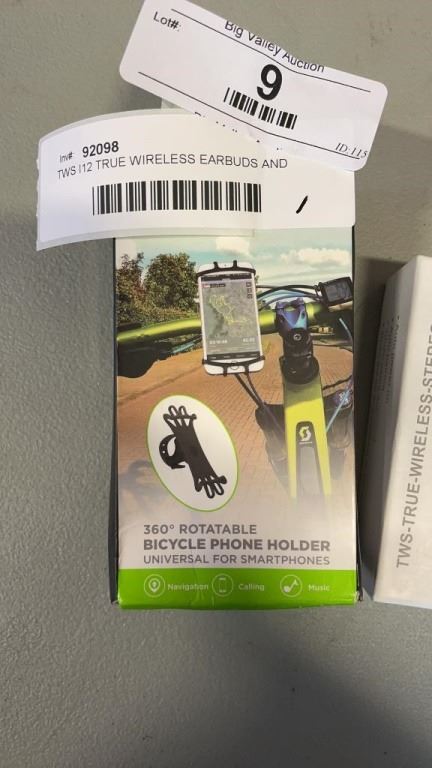 Lot#:
Big Valley Auction
9
ID:115
Inv# 92098
TWS I12 TRUE WIRELESS EARBUDS AND
360° ROTATABLE
BICYCLE PHONE HOLDER
UNIVERSAL FOR SMARTPHONES
Navigation
Calling
Music
TWS-TRUE-WIRELESS-STEREO